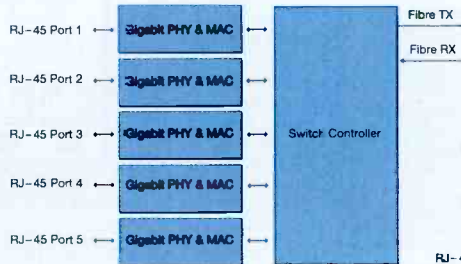 RJ-45 Port 1
Gigabit PHY & MAC
Fibre TX
Fibre RX
RJ-45 Port 2
Gigabit PHY & MAC
RJ-45 Port 3
Gigabit PHY & MAC
Switch Controller
RJ-45 Port 4
Gigabit PHY & MAC
RJ-45 Port 5
Gigabit PHY & MAC
RJ-4